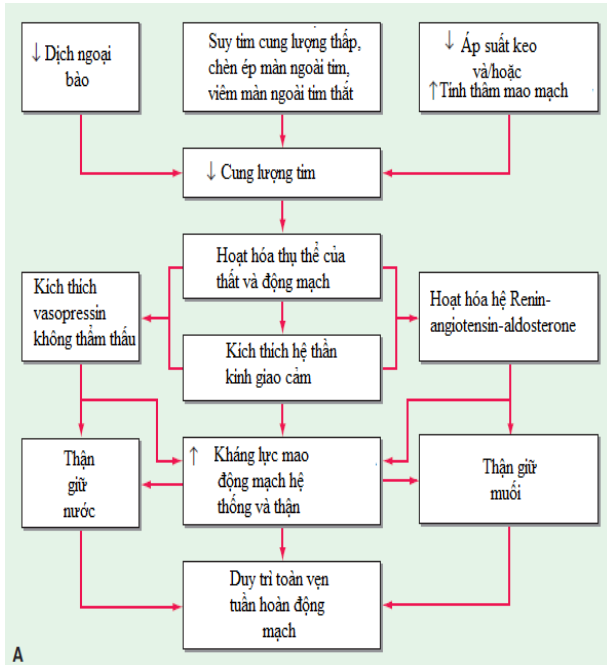 ↓ Dịch ngoại
bào
Suy tim cung lượng thấp,
chèn ép màn ngoài tim,
viêm màn ngoài tim thắt
↓ Áp suất keo
và/hoặc
↑Tính thâm mao mạch
↓ Cung lượng tim
Hoạt hóa thụ thể của
thất và động mạch
Kích thích
vasopressin
không thẩm thấu
Hoạt hóa hệ Renin-
angiotensin-aldosterone
Kích thích hệ thần
kinh giao cảm
Thận
giữ
nước
↑ Kháng lực mao
động mạch hệ
thống và thận
Thận giữ
muối
Duy trì toàn vẹn
tuần hoàn động
mạch
A